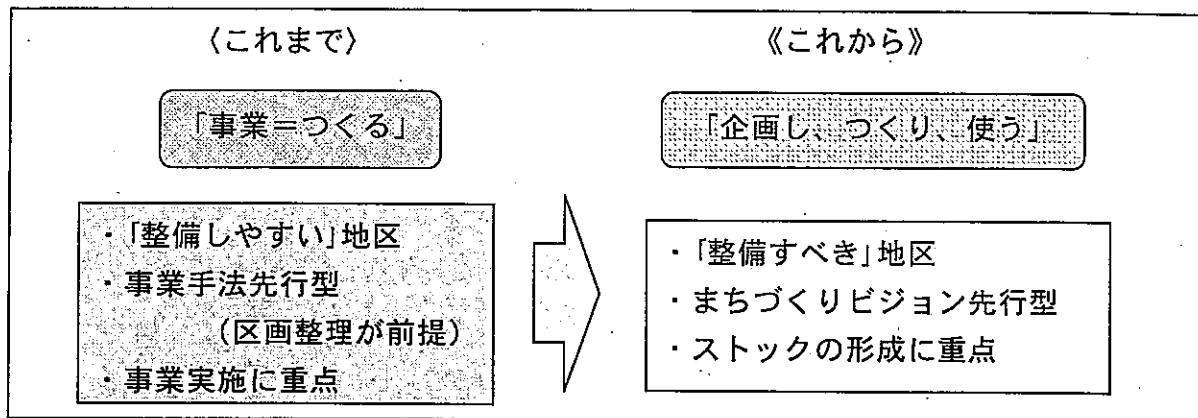 〈これまで〉
《これから》
「事業=つくる」
「企画し、つくり、使う」
・「整備しやすい」地区
・事業手法先行型
（区画整理が前提）
・事業実施に重点
・「整備すべき」地区
・まちづくりビジョン先行型
・ストックの形成に重点